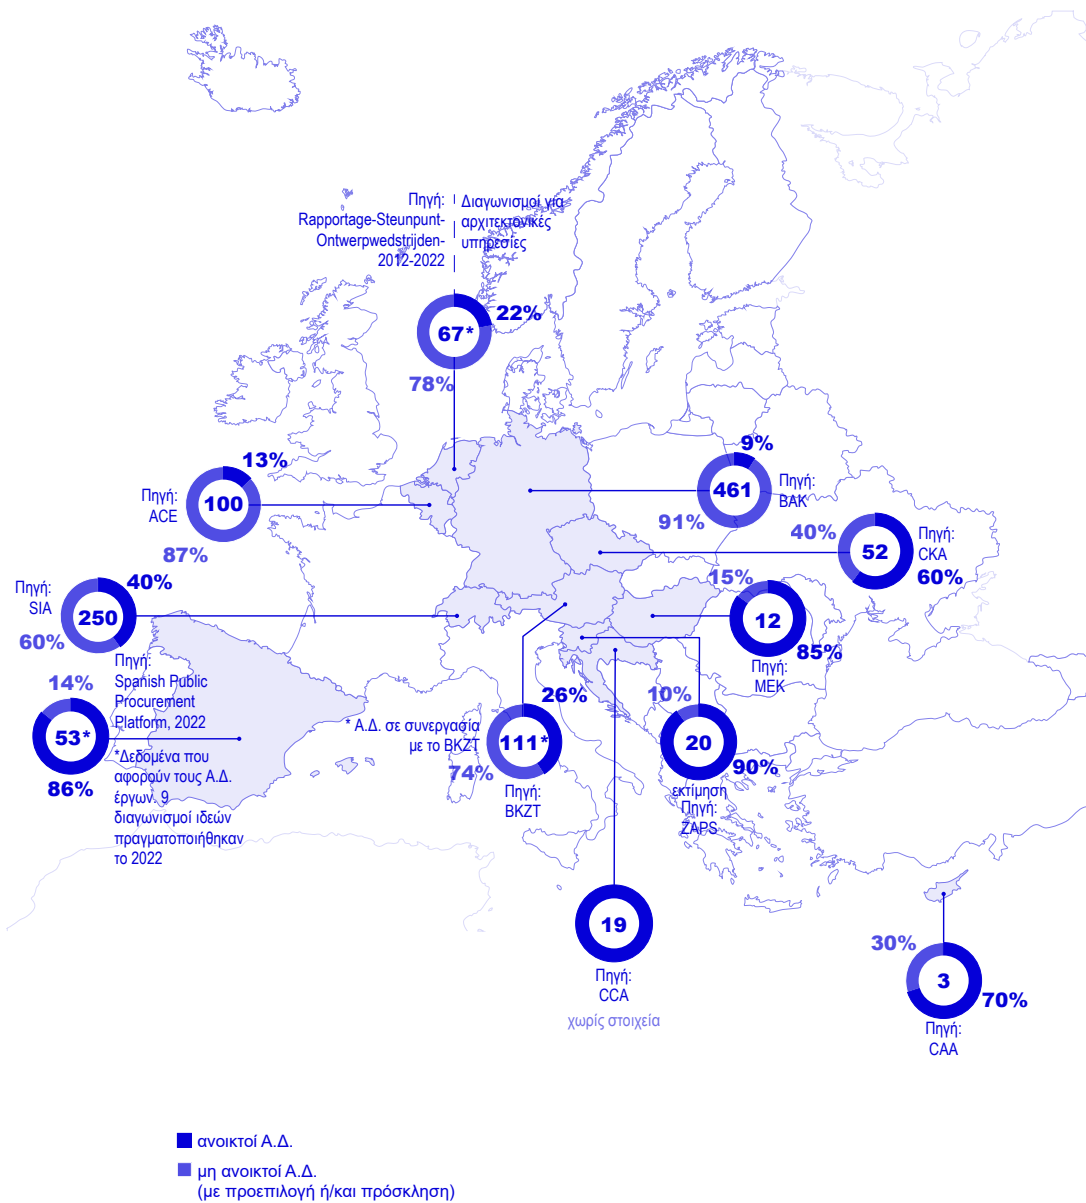 Πηγή:
Rapportage-Steunpunt-
Ontwerpwedstrijden-
2012-2022
Διαγωνισμοί για
αρχιτεκτονικές
υπηρεσίες
67*
22%
78%
13%
Πηγή:
ACE
100
87%
9%
461
Πηγή:
BAK
91%
40%
52
Πηγή:
CKA
60%
40%
Πηγή:
SIA
250
60%
15%
12
85%
Πηγή:
MEK
Πηγή:
Spanish Public
Procurement
Platform, 2022
14%
53*
86%
*Δεδομένα που
αφορούν τους Α.Δ.
έργων. 9
διαγωνισμοί ιδεών
πραγματοποιήθηκαν
το 2022
26%
* Α.Δ. σε συνεργασία
με το BKZT
111*
74%
Πηγή:
BKZT
10%
20
90%
εκτίμηση
Πηγή:
ZAPS
19
Πηγή:
CCA
χωρίς στοιχεία
30%
3
70%
Πηγή:
CAA
ανοικτοί Α.Δ.
μη ανοικτοί Α.Δ.
(με προεπιλογή ή/και πρόσκληση)